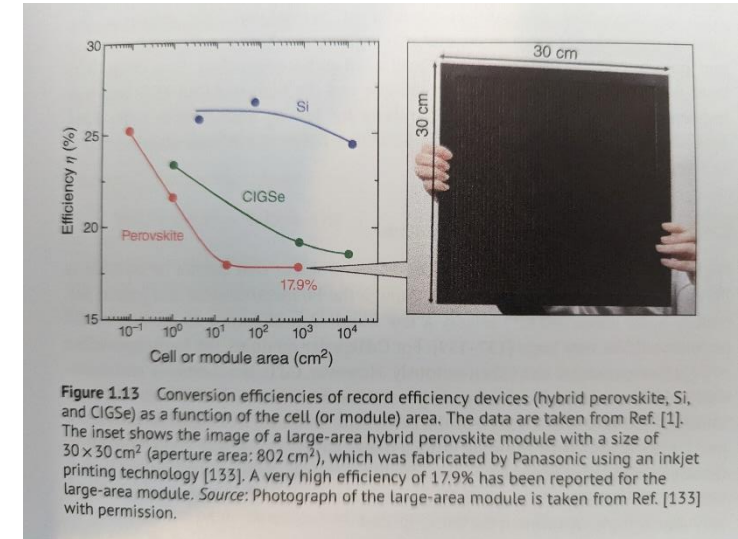 30
25
20
15
Efficiency η (%)
Si
CIGSe
Perovskite
17.9%
10⁻¹ 10⁰ 10¹ 10² 10³ 10⁴
Cell or module area (cm²)
30 cm
30 cm
Figure 1.13 Conversion efficiencies of record efficiency devices (hybrid perovskite, Si,
and CIGSe) as a function of the cell (or module) area. The data are taken from Ref. [1].
The inset shows the image of a large-area hybrid perovskite module with a size of
30 × 30 cm² (aperture area: 802 cm²), which was fabricated by Panasonic using an inkjet
printing technology [133]. A very high efficiency of 17.9% has been reported for the
large-area module. Source: Photograph of the large-area module is taken from Ref. [133]
with permission.